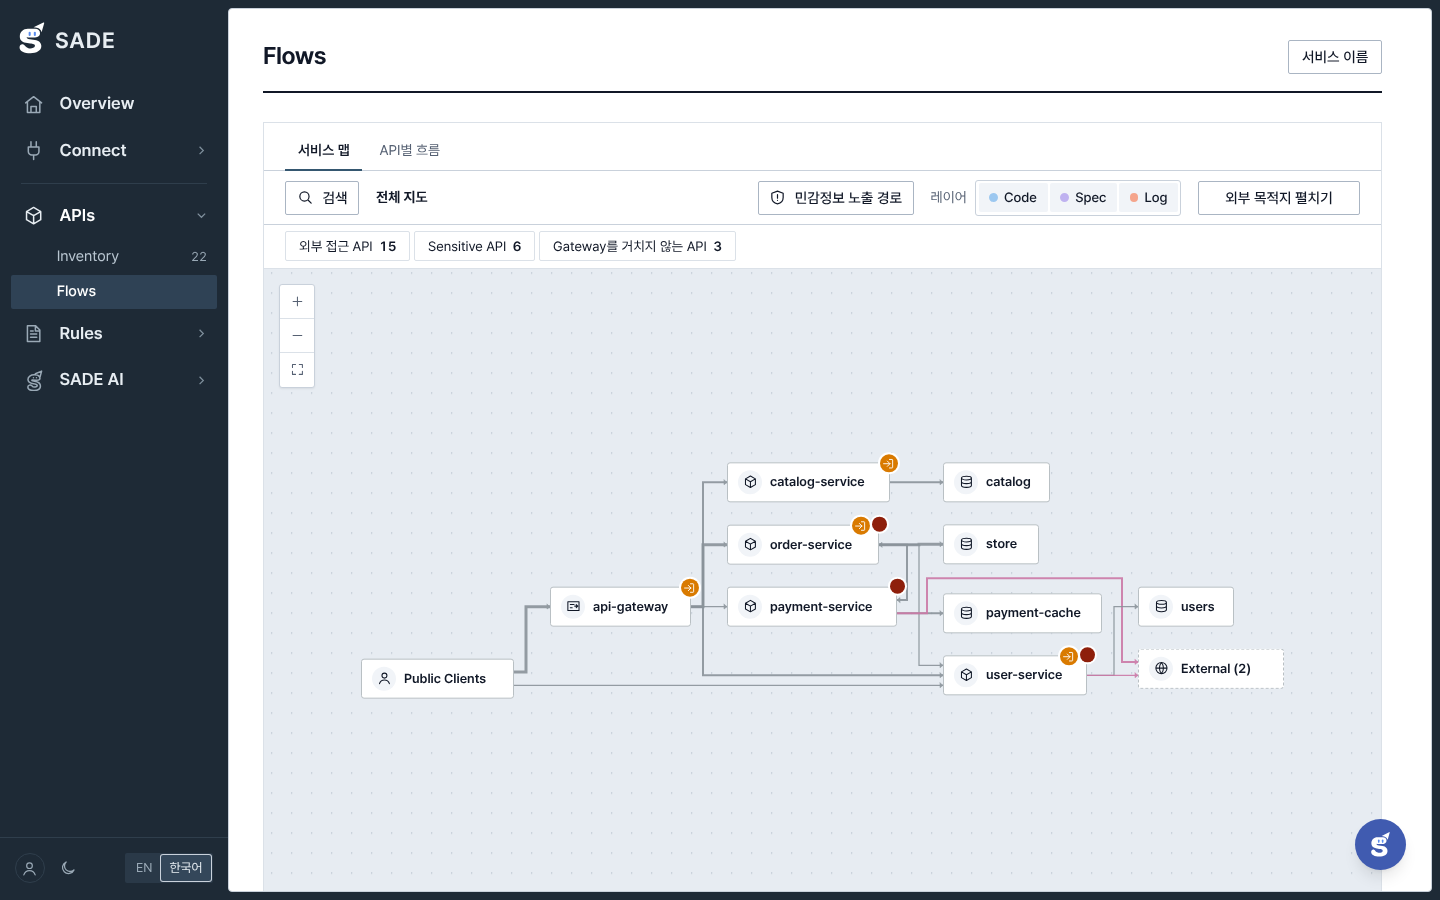 SADE
Overview
Connect
APIs
Inventory 22
Flows
Rules
SADE AI
EN 한국어
Flows
서비스 이름
서비스 맵 API별 흐름
검색 전체 지도 민감정보 노출 경로 레이어 Code Spec Log 외부 목적지 펼치기
외부 접근 API 15 Sensitive API 6 Gateway를 거치지 않는 API 3
catalog-service catalog
order-service store
api-gateway payment-service payment-cache users
Public Clients user-service External (2)